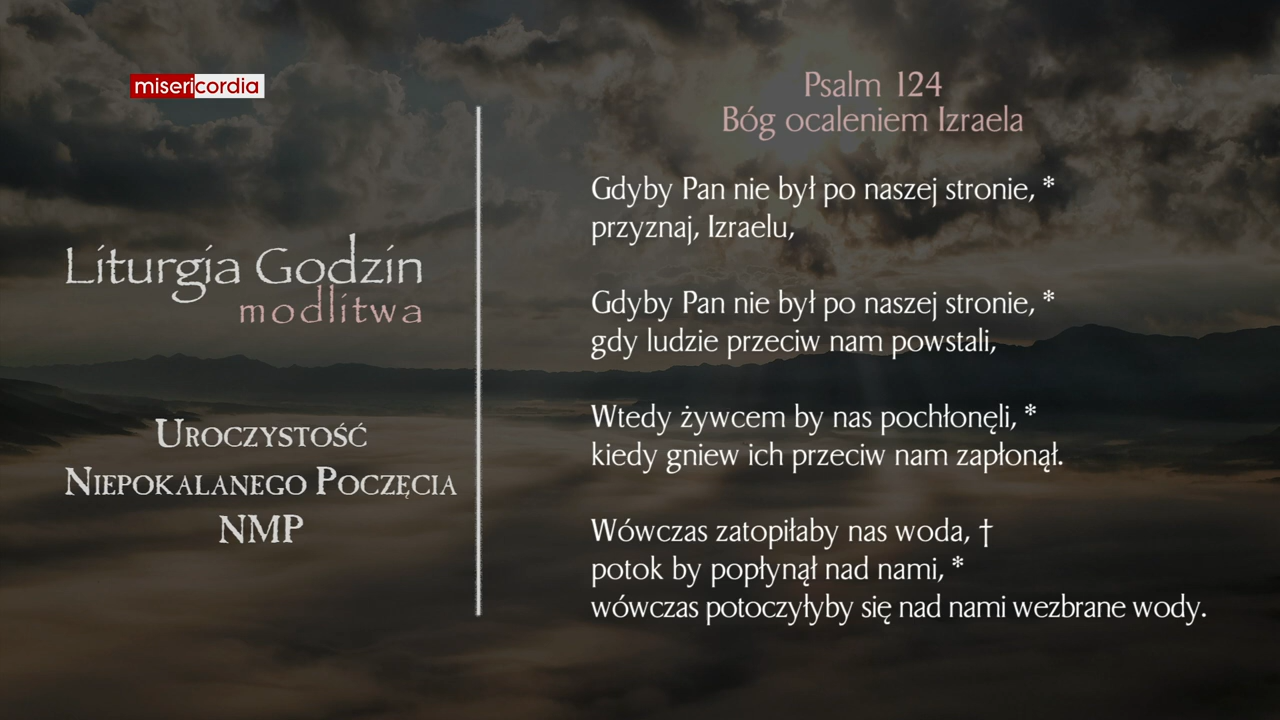 misericordia
Liturgia Godzin
modlitwa
Uroczystość
Niepokalanego Poczęcia
NMP
Psalm 124
Bóg ocaleniem Izraela
Gdyby Pan nie był po naszej stronie, *
przyznaj, Izraelu,
Gdyby Pan nie był po naszej stronie, *
gdy ludzie przeciw nam powstali,
Wtedy żywcem by nas pochłonęli, *
kiedy gniew ich przeciw nam zapłonął.
Wówczas zatopiłaby nas woda, †
potok by popłynął nad nami, *
wówczas potoczyłyby się nad nami wezbrane wody.